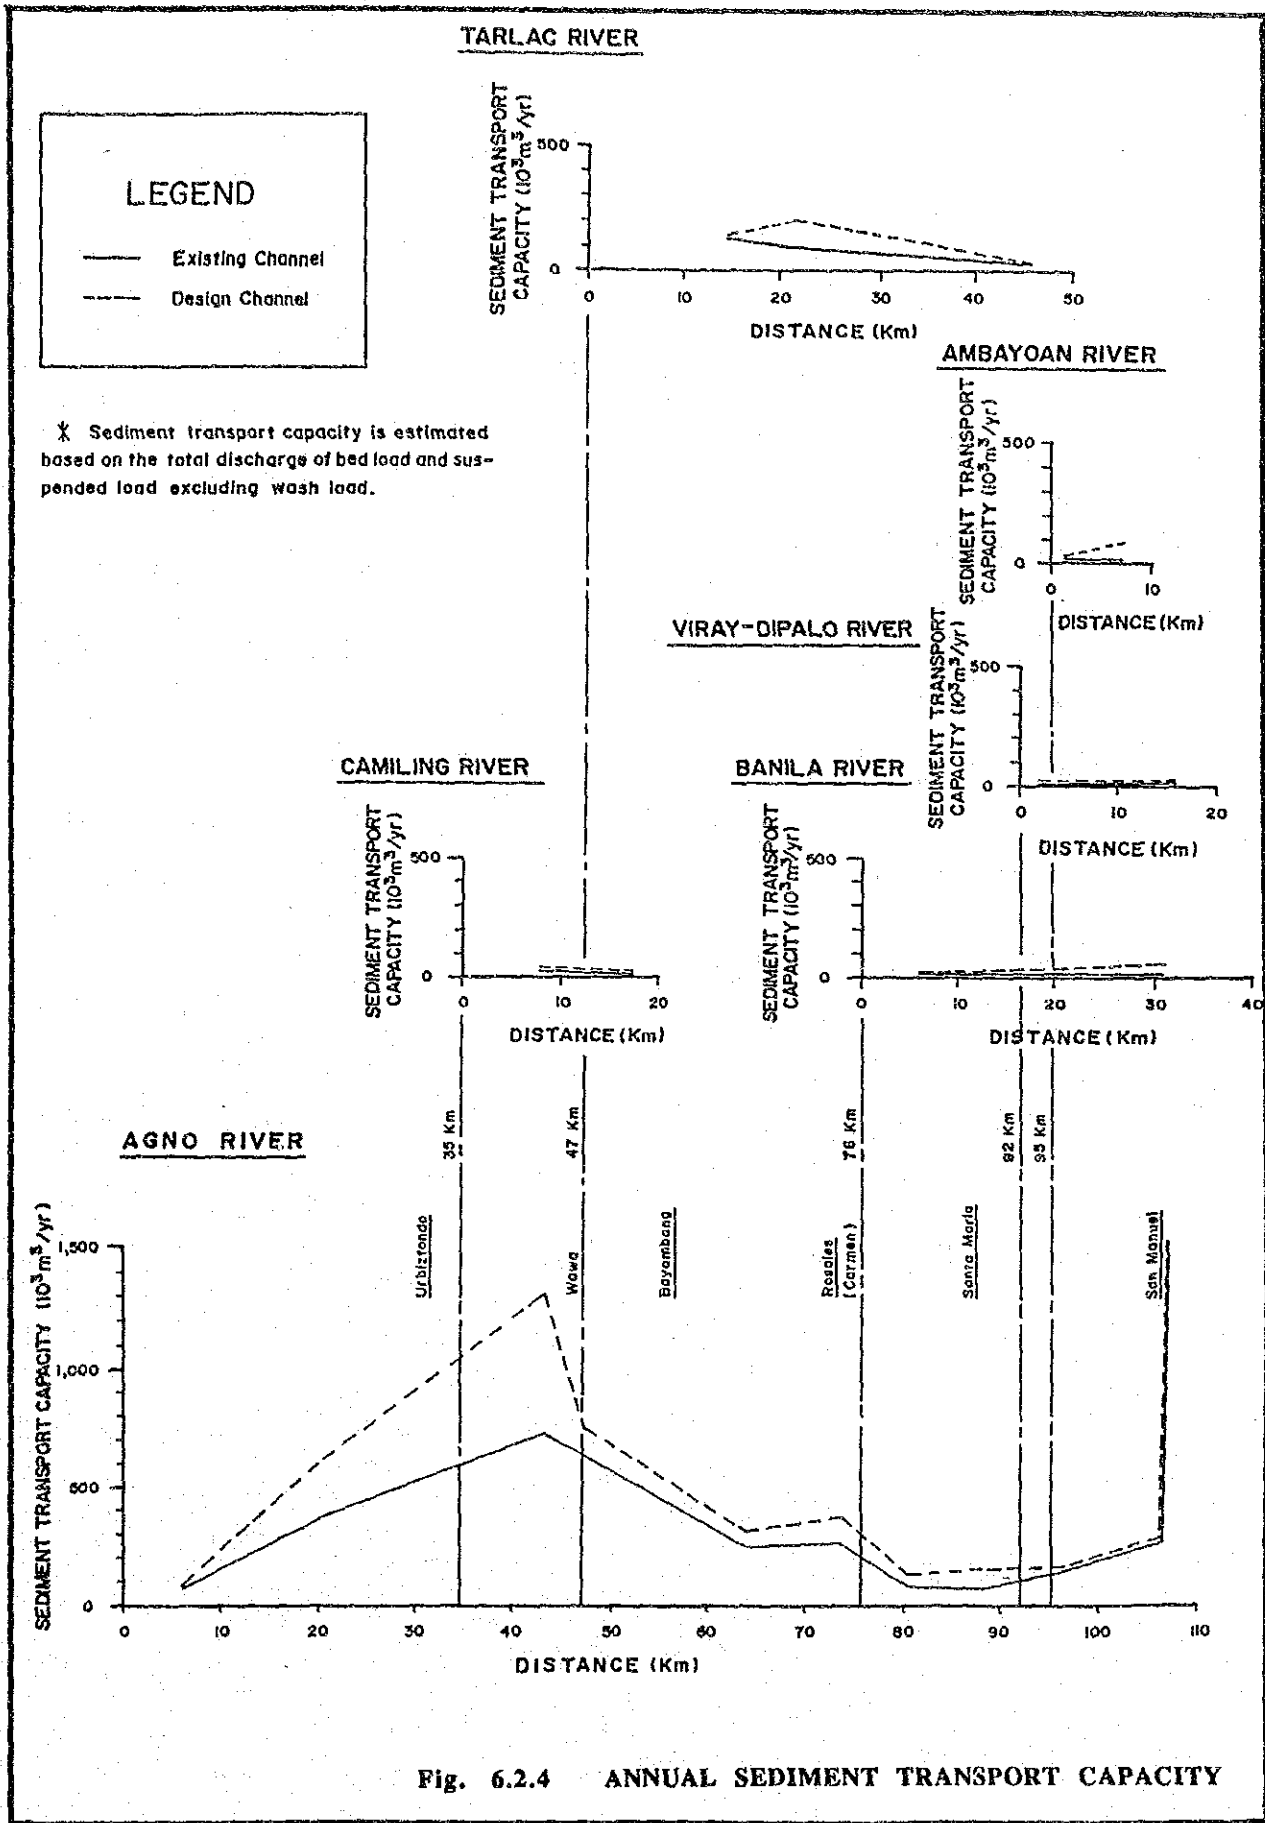 TARLAC RIVER
SEDIMENT TRANSPORT
CAPACITY (10³m³/yr)
500
0
0 10 20 30 40 50
DISTANCE (Km)
LEGEND
Existing Channel
Design Channel
* Sediment transport capacity is estimated
based on the total discharge of bed load and sus-
pended load excluding wash load.
AMBAYOAN RIVER
SEDIMENT TRANSPORT
CAPACITY (10³m³/yr)
500
0
0 10
DISTANCE (Km)
VIRAY-DIPALO RIVER
SEDIMENT TRANSPORT
CAPACITY (10³m³/yr)
500
0
0 10 20
DISTANCE (Km)
CAMILING RIVER
SEDIMENT TRANSPORT
CAPACITY (10³m³/yr)
500
0
0 10 20
DISTANCE (Km)
BANILA RIVER
SEDIMENT TRANSPORT
CAPACITY (10³m³/yr)
500
0
0 10 20 30 40
DISTANCE (Km)
AGNO RIVER
35 Km
47 Km
76 Km
92 Km
95 Km
Urbiztondo
Wawa
Bayambang
Rosales
(Carmen)
Santa Maria
San Manuel
SEDIMENT TRANSPORT CAPACITY (10³m³/yr)
1,500
1,000
500
0
0 10 20 30 40 50 60 70 80 90 100 110
DISTANCE (Km)
Fig. 6.2.4 ANNUAL SEDIMENT TRANSPORT CAPACITY